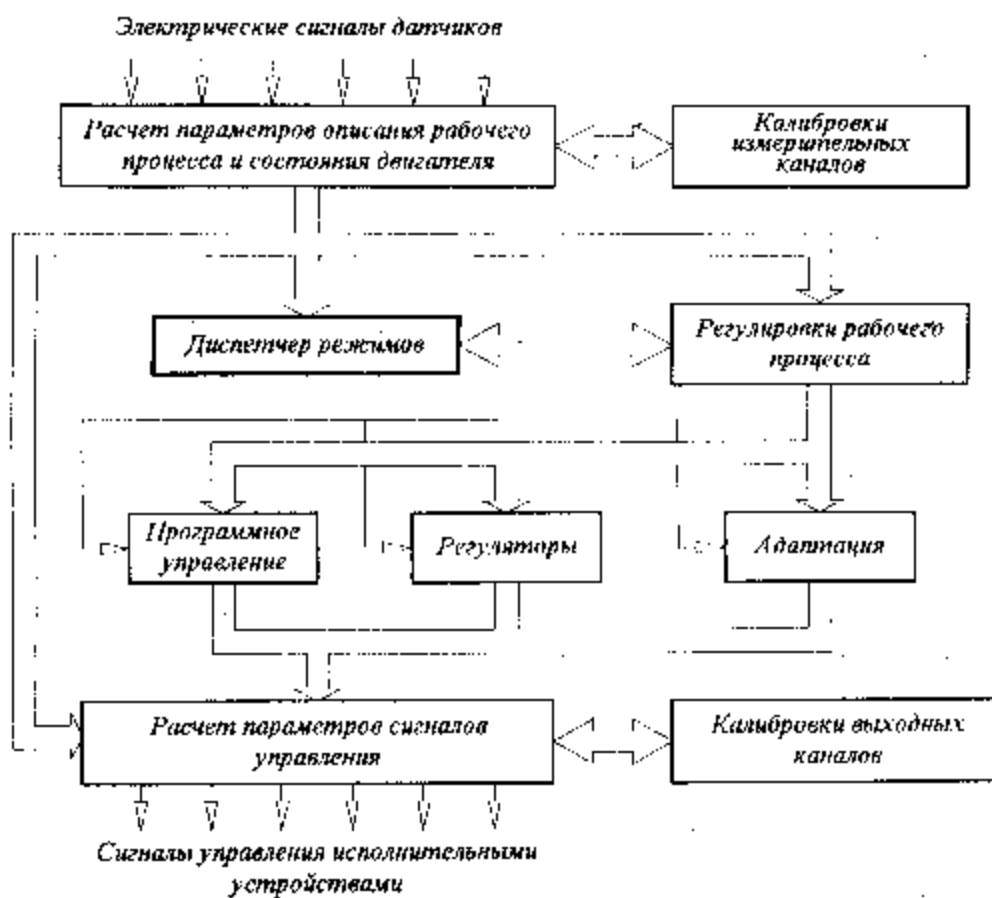 Электрические сигналы датчиков
Расчет параметров описания рабочего
процесса и состояния двигателя
Калибровки
измерительных
каналов
Диспетчер режимов
Регулировки рабочего
процесса
Программное
управление
Регуляторы
Адаптация
Расчет параметров сигналов
управления
Калибровки выходных
каналов
Сигналы управления исполнительными
устройствами